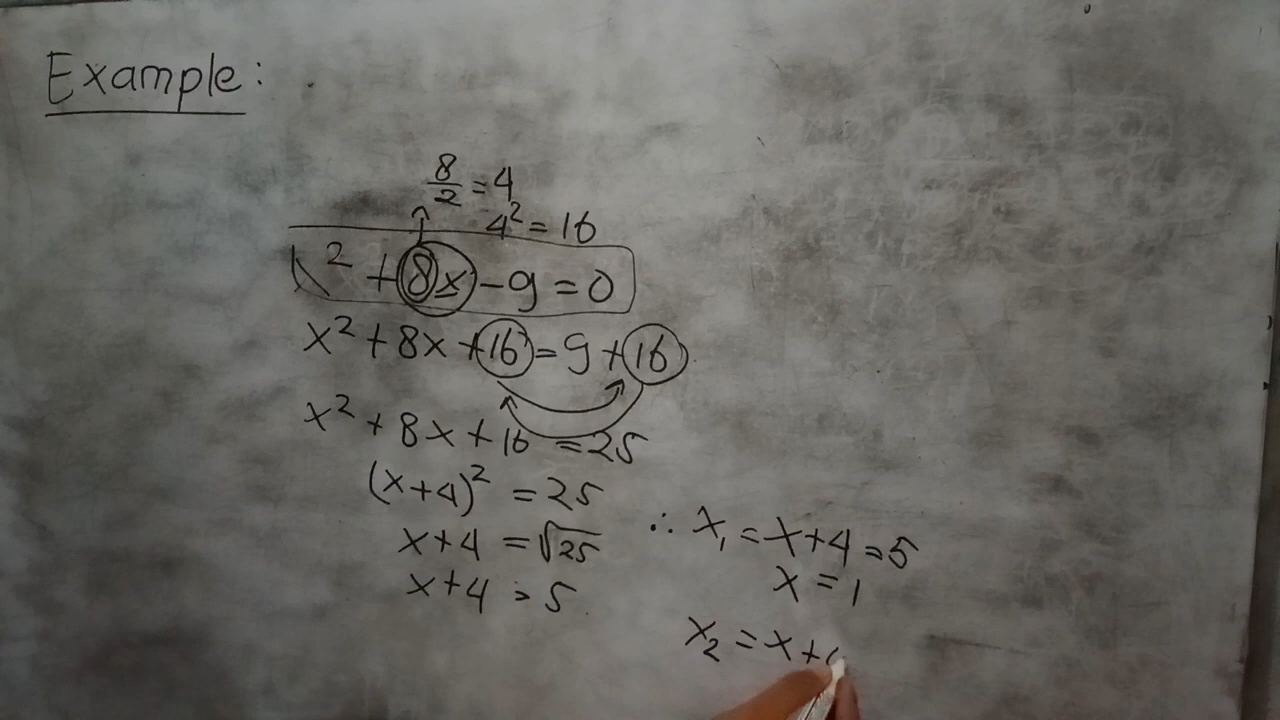 Example:
8/2 = 4
4² = 16
x² + 8x - 9 = 0
x² + 8x + 16 = 9 + 16
x² + 8x + 16 = 25
(x+4)² = 25
x+4 = √25
x+4 = 5
∴ x₁ = x+4 = 5
x = 1
x₂ = x +